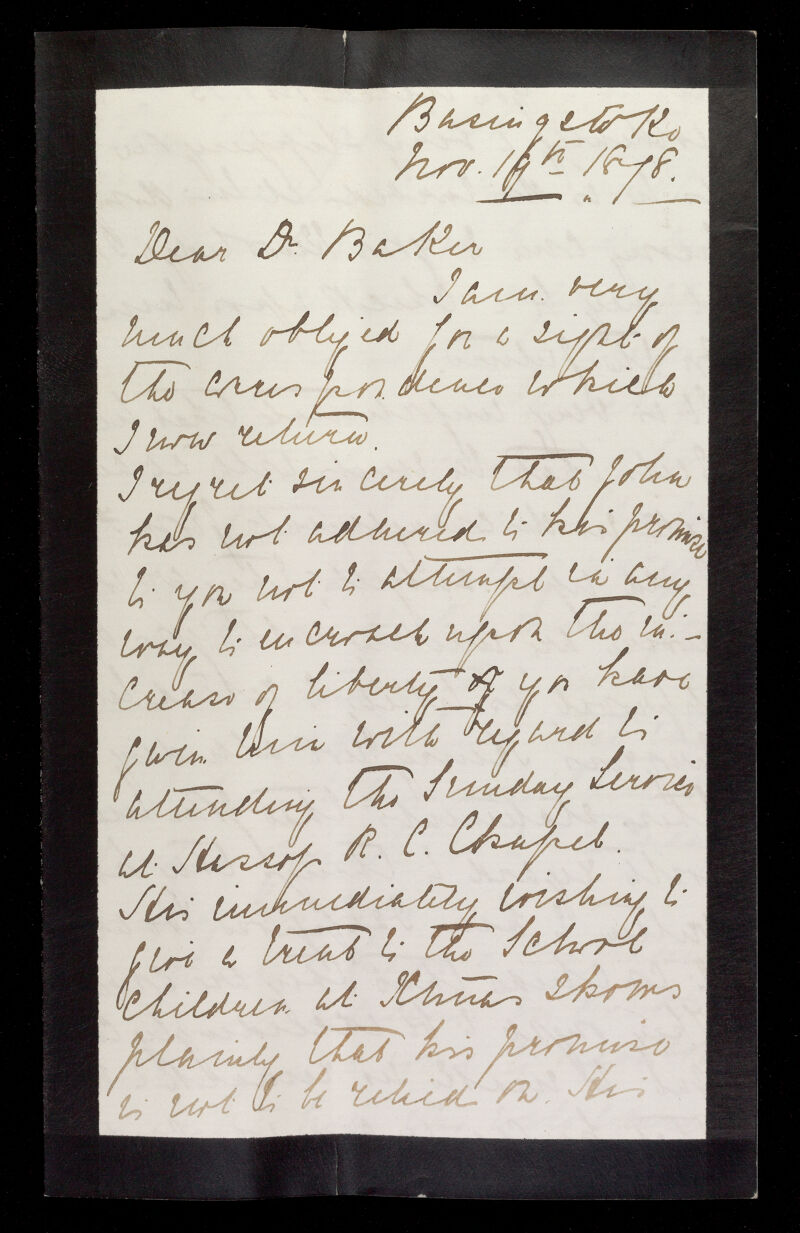 Basingstoke
Nov. 19th 1878.
Dear Dr. Baker
I am very
much obliged for a sight of
the correspondence which
I now return.
I regret sincerely that John
has not adhered to his promise
to you not to attempt in any
way to encroach upon the in-
crease of liberty you have
given him with regard to
attending the Sunday Services
at Hassop R. C. Chapel.
His immediately wishing to
give a treat to the School
Children at Xmas shows
plainly that his promise
is not to be relied on. His